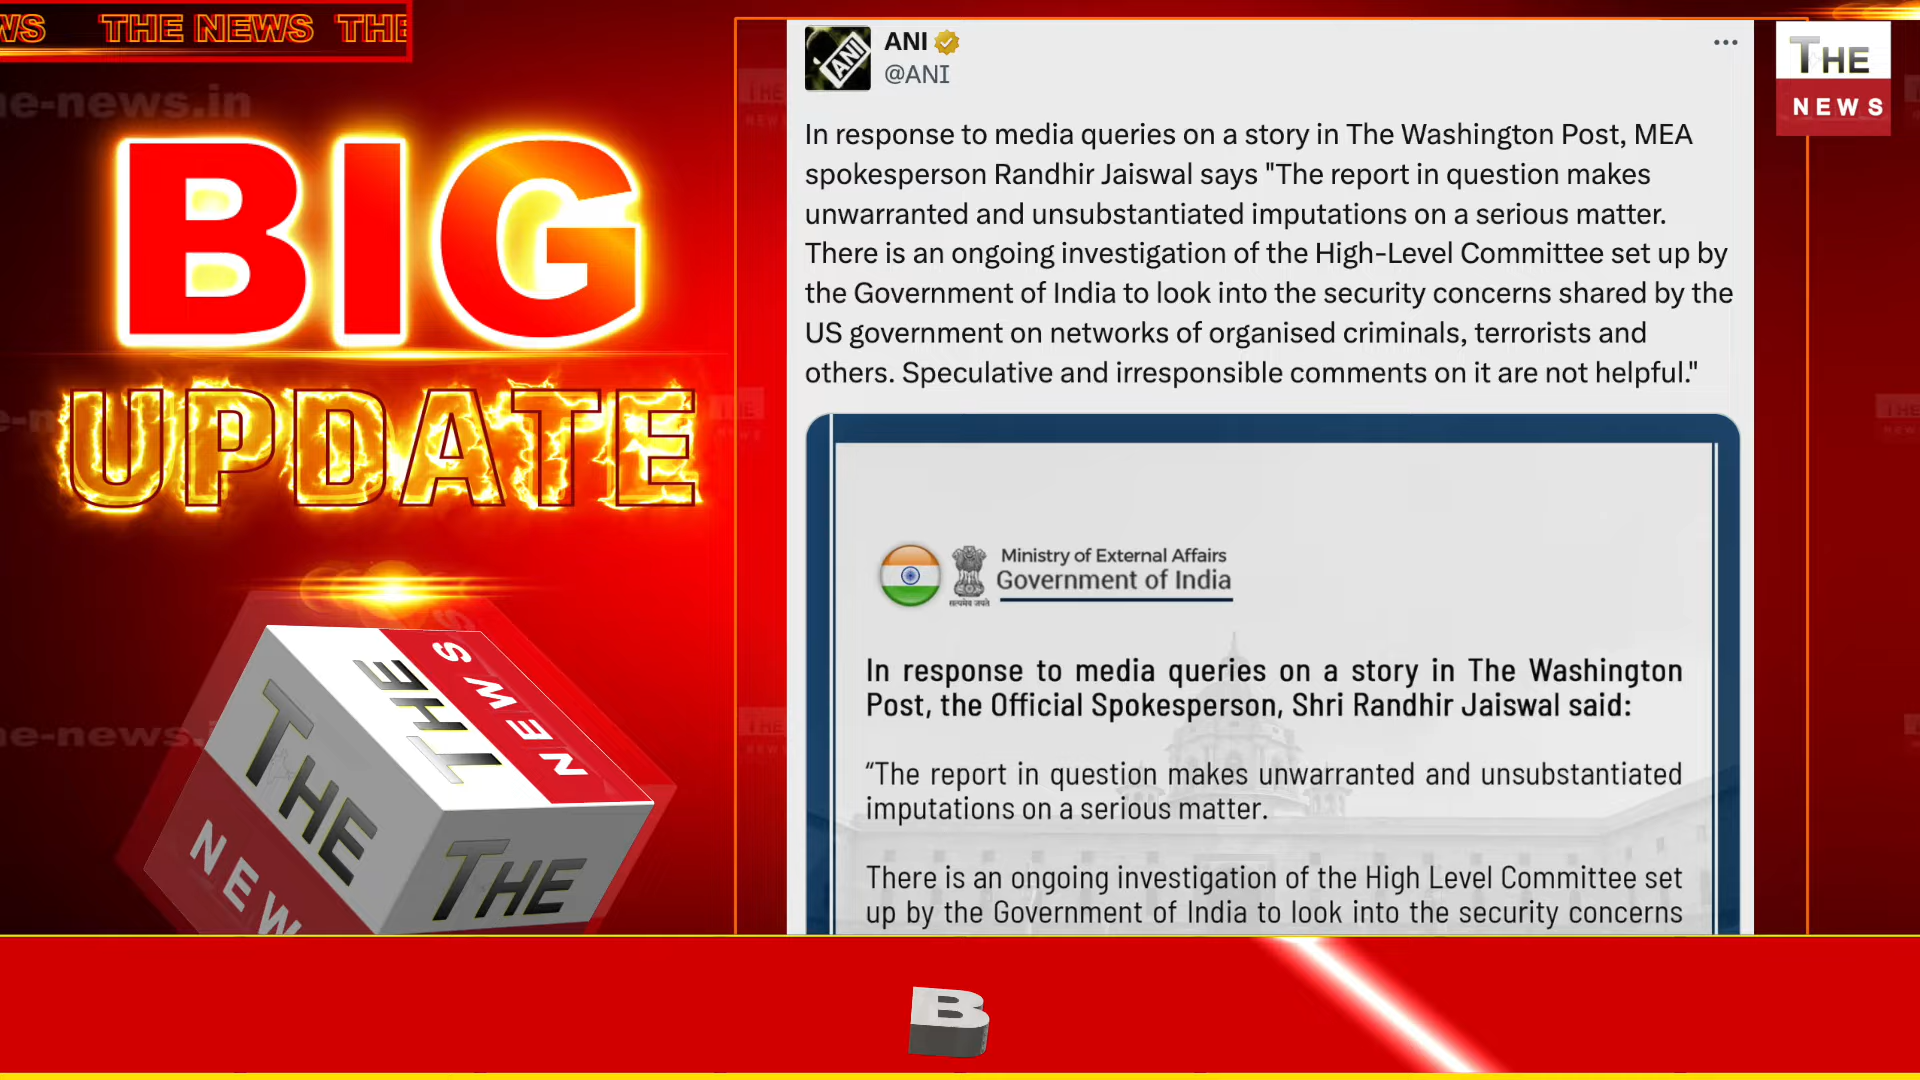 WS THE NEWS THE
e-news.in
BIG
UPDATE
THE
NEWS
THE
NEWS
THE
ANI
@ANI
In response to media queries on a story in The Washington Post, MEA
spokesperson Randhir Jaiswal says "The report in question makes
unwarranted and unsubstantiated imputations on a serious matter.
There is an ongoing investigation of the High-Level Committee set up by
the Government of India to look into the security concerns shared by the
US government on networks of organised criminals, terrorists and
others. Speculative and irresponsible comments on it are not helpful."
Ministry of External Affairs
Government of India
सत्यमेव जयते
In response to media queries on a story in The Washington
Post, the Official Spokesperson, Shri Randhir Jaiswal said:
“The report in question makes unwarranted and unsubstantiated
imputations on a serious matter.
There is an ongoing investigation of the High Level Committee set
up by the Government of India to look into the security concerns
THE
NEWS
B